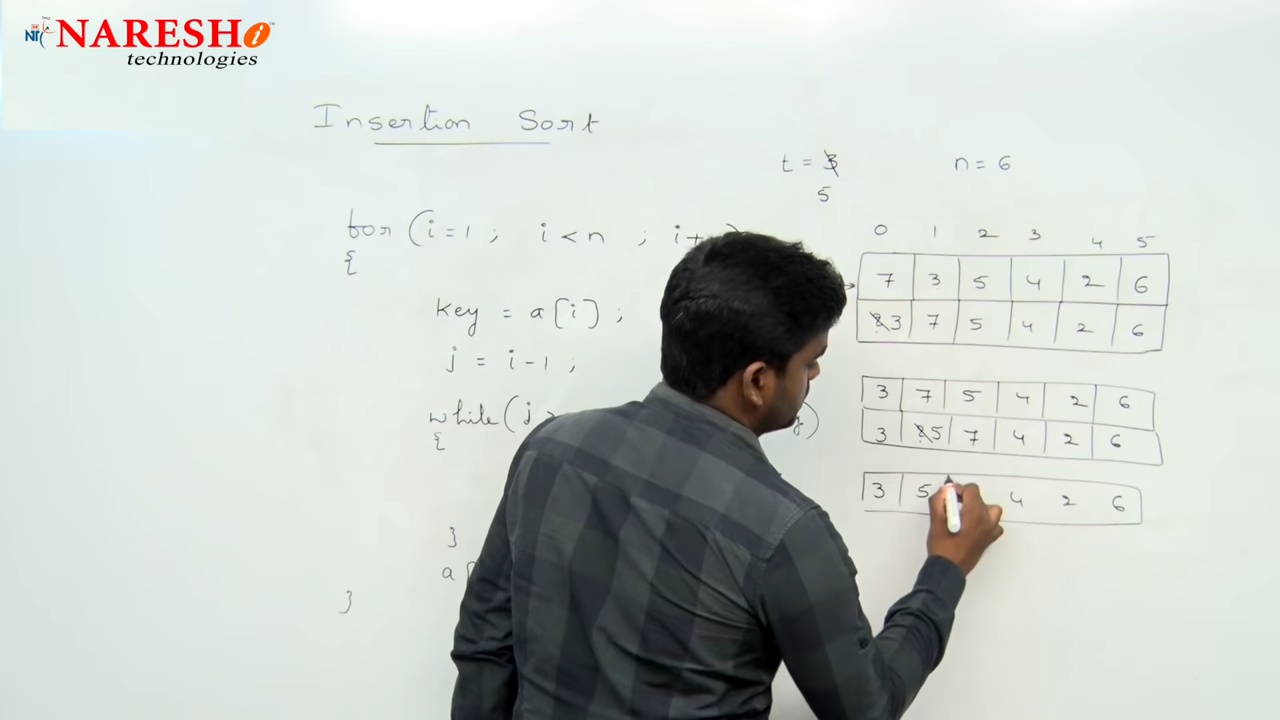 NARESH i
technologies
Insertion Sort
t = 3
5
n = 6
for (i=1 ; i < n ; i+
{
key = a[i] ;
j = i-1 ;
while(j
{
}
a[
}
0 1 2 3 4 5
7 3 5 4 2 6
3 7 5 4 2 6
3 7 5 4 2 6
3 5 7 4 2 6
3 5 4 2 6